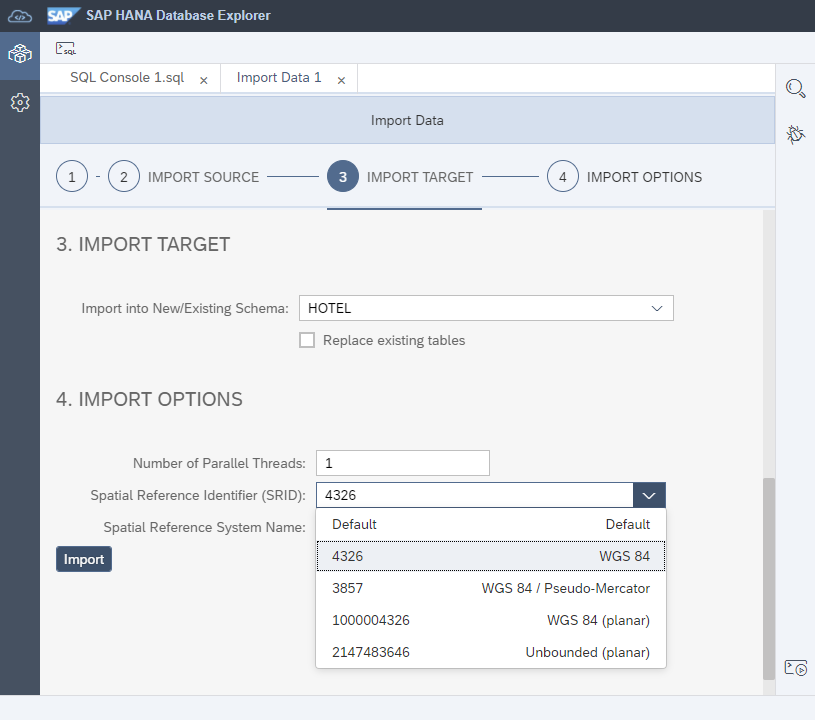 SAP SAP HANA Database Explorer
SQL
SQL Console 1.sql × Import Data 1 ×
Import Data
1 - 2 IMPORT SOURCE 3 IMPORT TARGET 4 IMPORT OPTIONS
3. IMPORT TARGET
Import into New/Existing Schema: HOTEL
Replace existing tables
4. IMPORT OPTIONS
Number of Parallel Threads: 1
Spatial Reference Identifier (SRID): 4326
Spatial Reference System Name:
Default Default
4326 WGS 84
3857 WGS 84 / Pseudo-Mercator
1000004326 WGS 84 (planar)
2147483646 Unbounded (planar)
Import